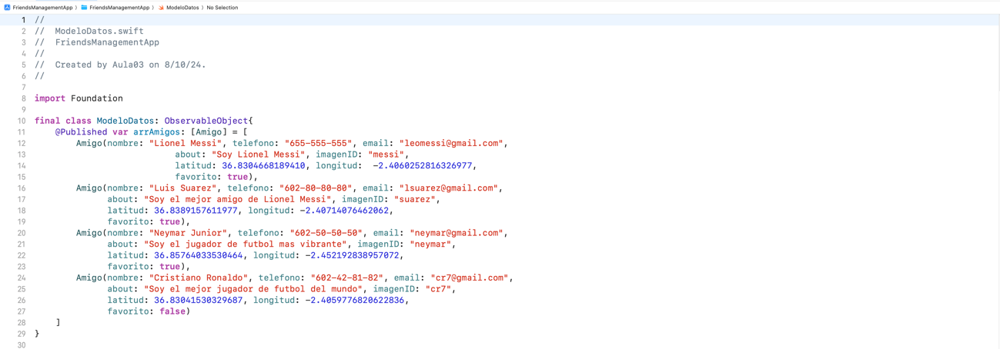 FriendsManagementApp 〉 FriendsManagementApp 〉 ModeloDatos 〉 No Selection
1 //
2 //  ModeloDatos.swift
3 //  FriendsManagementApp
4 //
5 //  Created by Aula03 on 8/10/24.
6 //
7
8 import Foundation
9
10 final class ModeloDatos: ObservableObject{
11     @Published var arrAmigos: [Amigo] = [
12         Amigo(nombre: "Lionel Messi", telefono: "655-555-555", email: "leomessi@gmail.com",
13                            about: "Soy Lionel Messi", imagenID: "messi",
14                            latitud: 36.8304668189410, longitud:  -2.4060252816326977,
15                            favorito: true),
16         Amigo(nombre: "Luis Suarez", telefono: "602-80-80-80", email: "lsuarez@gmail.com",
17               about: "Soy el mejor amigo de Lionel Messi", imagenID: "suarez",
18               latitud: 36.8389157611977, longitud: -2.40714076462062,
19               favorito: true),
20         Amigo(nombre: "Neymar Junior", telefono: "602-50-50-50", email: "neymar@gmail.com",
21               about: "Soy el jugador de futbol mas vibrante", imagenID: "neymar",
22               latitud: 36.85764033530464, longitud: -2.452192838957072,
23               favorito: true),
24         Amigo(nombre: "Cristiano Ronaldo", telefono: "602-42-81-82", email: "cr7@gmail.com",
25               about: "Soy el mejor jugador de futbol del mundo", imagenID: "cr7",
26               latitud: 36.83041530329687, longitud: -2.4059776820622836,
27               favorito: false)
28     ]
29 }
30